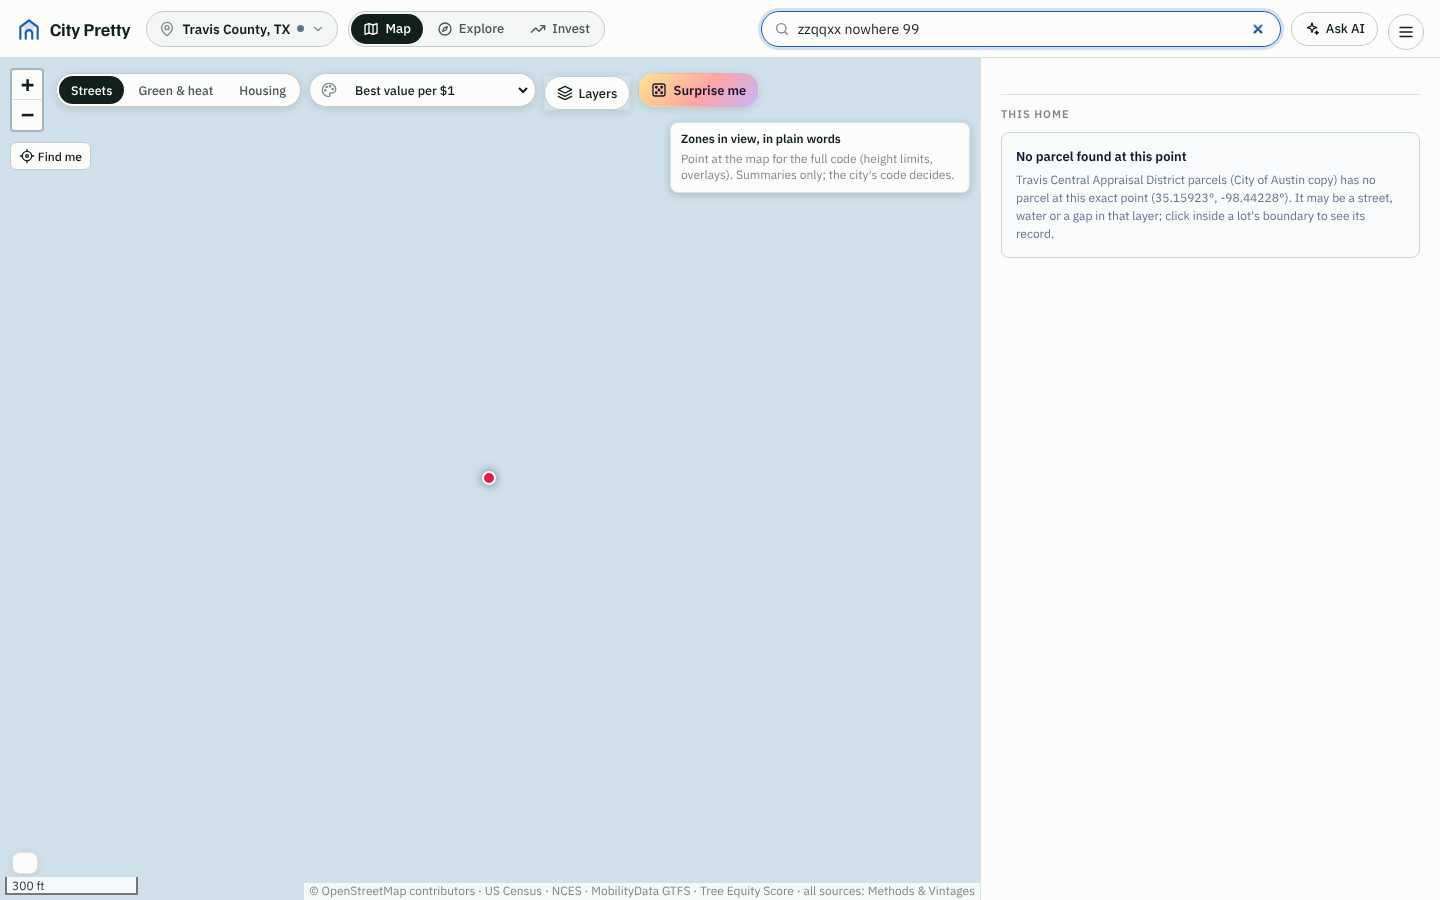 City Pretty
Travis County, TX
Map
Explore
Invest
zzqqxx nowhere 99
Ask AI
+
−
Find me
Streets
Green & heat
Housing
Best value per $1
Layers
Surprise me
Zones in view, in plain words
Point at the map for the full code (height limits,
overlays). Summaries only; the city's code decides.
THIS HOME
No parcel found at this point
Travis Central Appraisal District parcels (City of Austin copy) has no
parcel at this exact point (35.15923°, -98.44228°). It may be a street,
water or a gap in that layer; click inside a lot's boundary to see its
record.
300 ft
© OpenStreetMap contributors · US Census · NCES · MobilityData GTFS · Tree Equity Score · all sources: Methods & Vintages